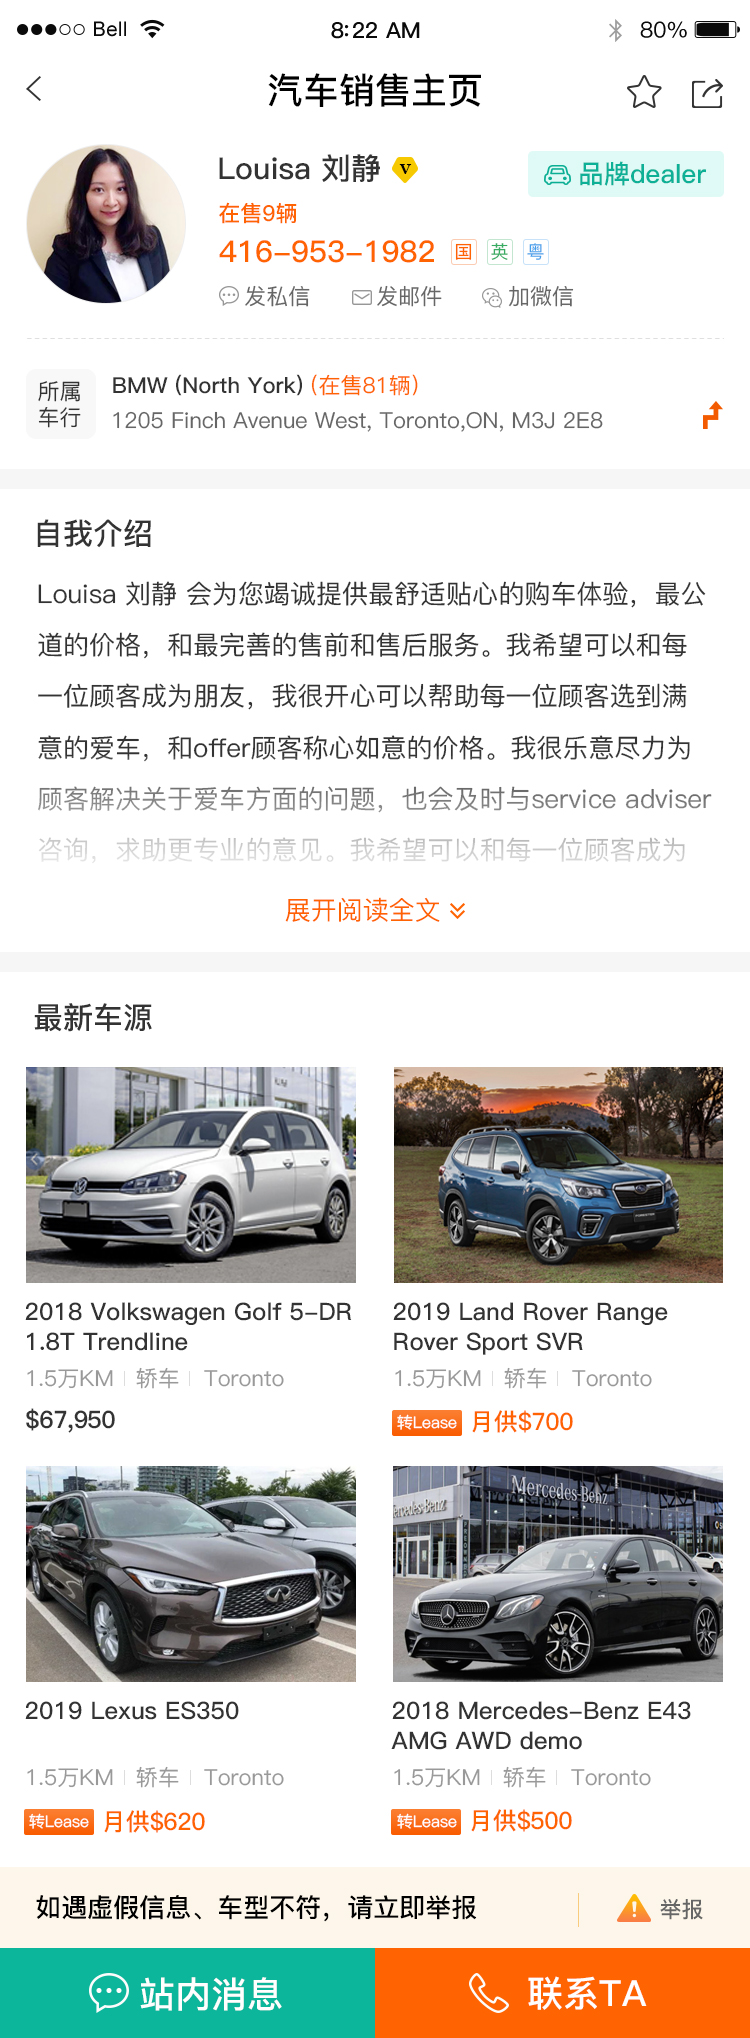 Bell 8:22 AM 80%
汽车销售主页
Louisa 刘静 V
品牌dealer
在售9辆
416-953-1982 国 英 粤
发私信 发邮件 加微信
所属
车行
BMW (North York) (在售81辆)
1205 Finch Avenue West, Toronto,ON, M3J 2E8
自我介绍
Louisa 刘静 会为您竭诚提供最舒适贴心的购车体验，最公
道的价格，和最完善的售前和售后服务。我希望可以和每
一位顾客成为朋友，我很开心可以帮助每一位顾客选到满
意的爱车，和offer顾客称心如意的价格。我很乐意尽力为
顾客解决关于爱车方面的问题，也会及时与service adviser
咨询，求助更专业的意见。我希望可以和每一位顾客成为
展开阅读全文
最新车源
2018 Volkswagen Golf 5-DR
1.8T Trendline
1.5万KM 轿车 Toronto
$67,950
2019 Land Rover Range
Rover Sport SVR
1.5万KM 轿车 Toronto
转Lease 月供$700
2019 Lexus ES350
1.5万KM 轿车 Toronto
转Lease 月供$620
Mercedes-Benz
2018 Mercedes-Benz E43
AMG AWD demo
1.5万KM 轿车 Toronto
转Lease 月供$500
如遇虚假信息、车型不符，请立即举报
举报
站内消息
联系TA